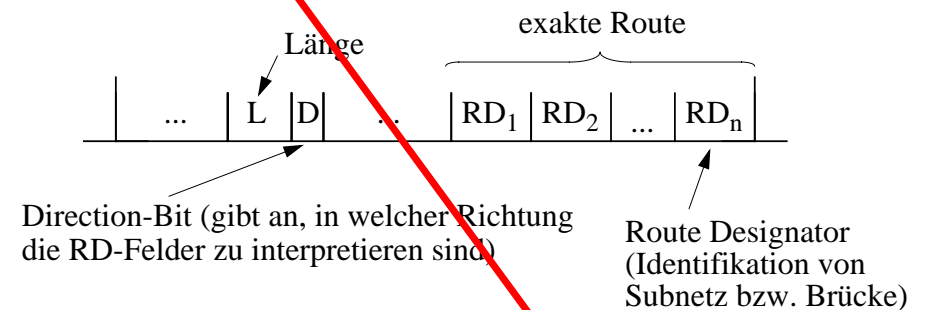 exakte Route
Länge
... L D ... RD1 RD2 ... RDn
Direction-Bit (gibt an, in welcher Richtung
die RD-Felder zu interpretieren sind)
Route Designator
(Identifikation von
Subnetz bzw. Brücke)